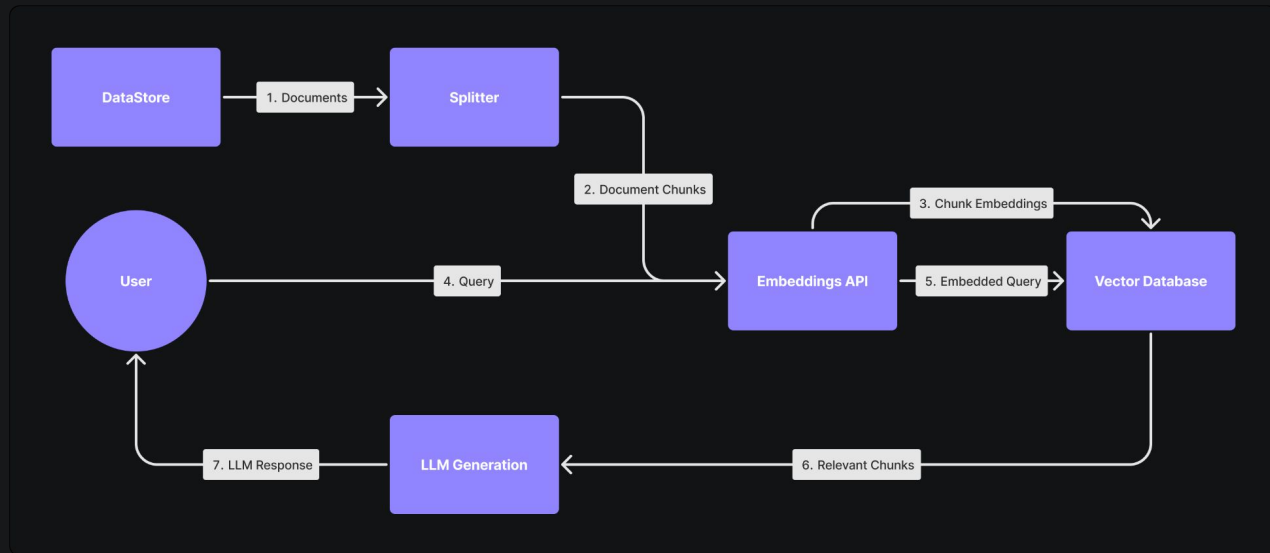 DataStore
1. Documents
Splitter
2. Document Chunks
3. Chunk Embeddings
User
4. Query
Embeddings API
5. Embedded Query
Vector Database
7. LLM Response
LLM Generation
6. Relevant Chunks